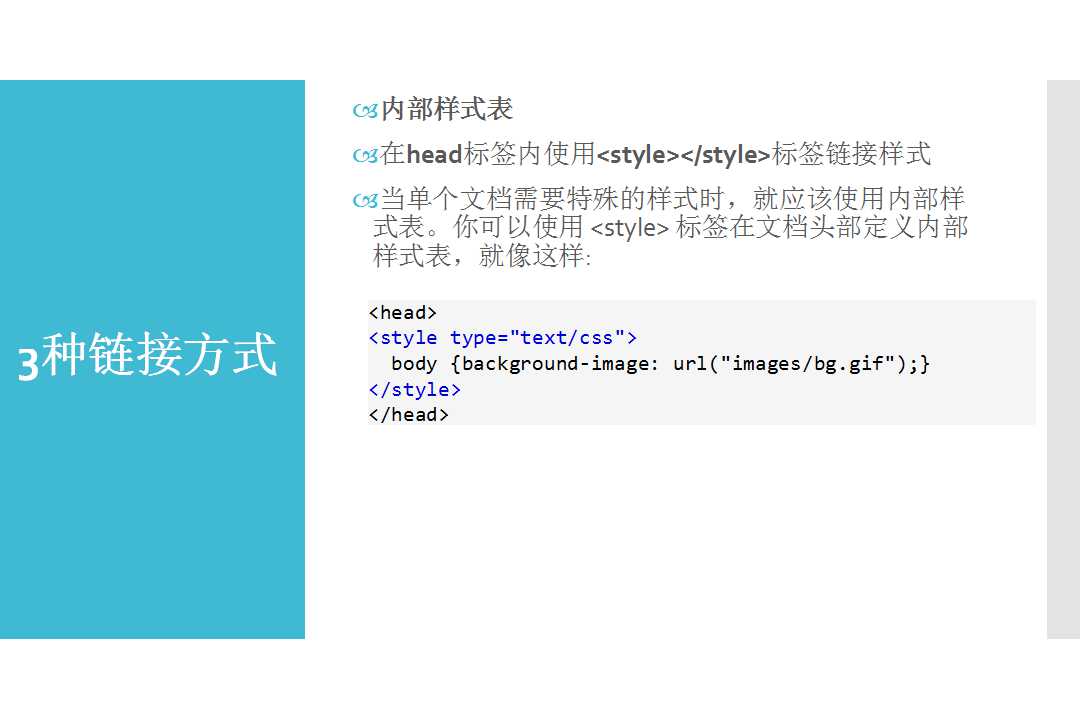 3种链接方式
内部样式表
在head标签内使用<style></style>标签链接样式
当单个文档需要特殊的样式时，就应该使用内部样
式表。你可以使用 <style> 标签在文档头部定义内部
样式表，就像这样:
<head>
<style type="text/css">
  body {background-image: url("images/bg.gif");}
</style>
</head>